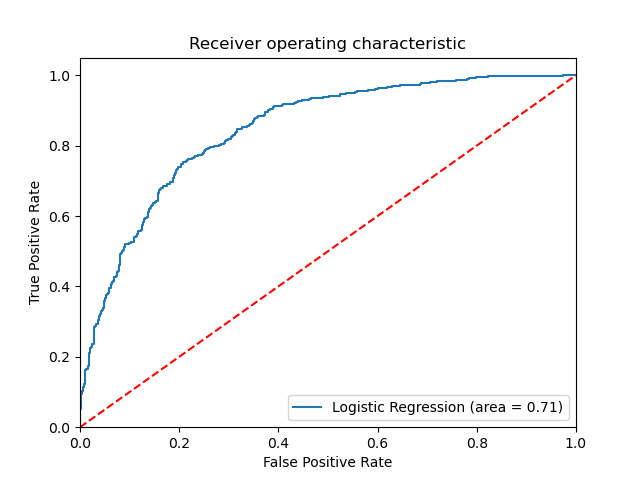 Receiver operating characteristic
1.0
0.8
0.6
0.4
0.2
0.0
True Positive Rate
Logistic Regression (area = 0.71)
0.0 0.2 0.4 0.6 0.8 1.0
False Positive Rate